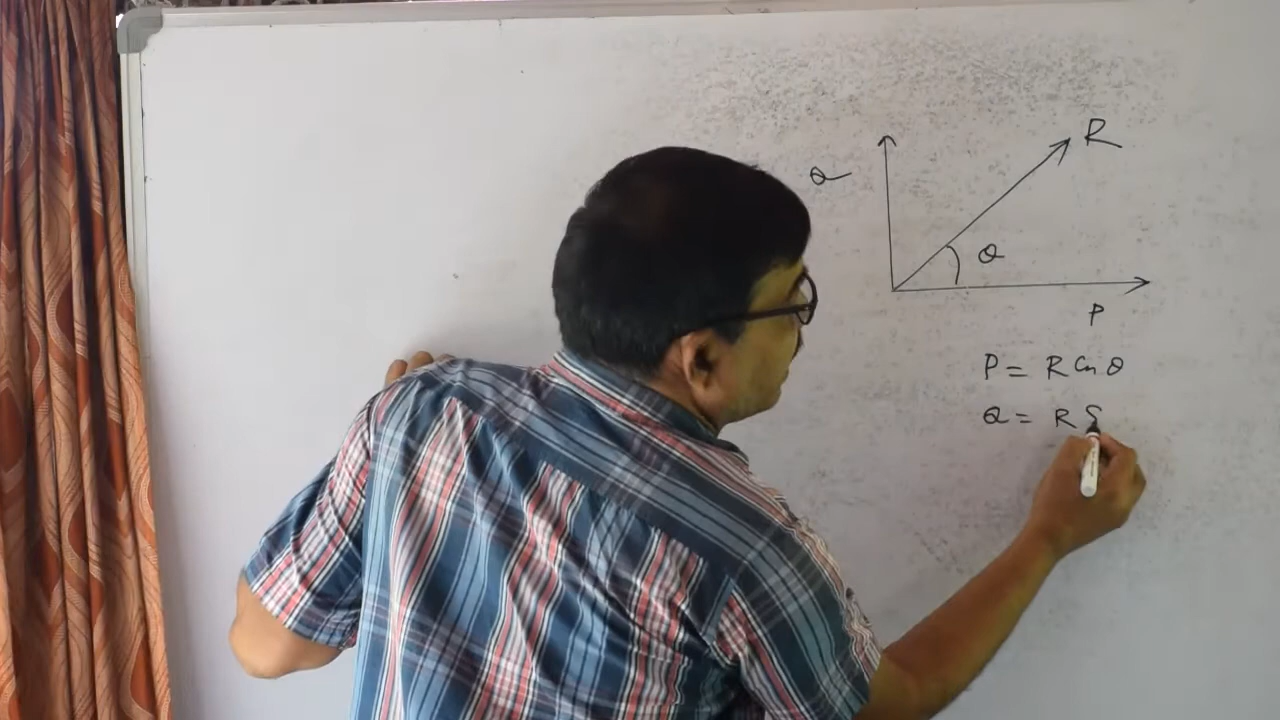 R
Q
θ
P
P = R Cos θ
Q = R S